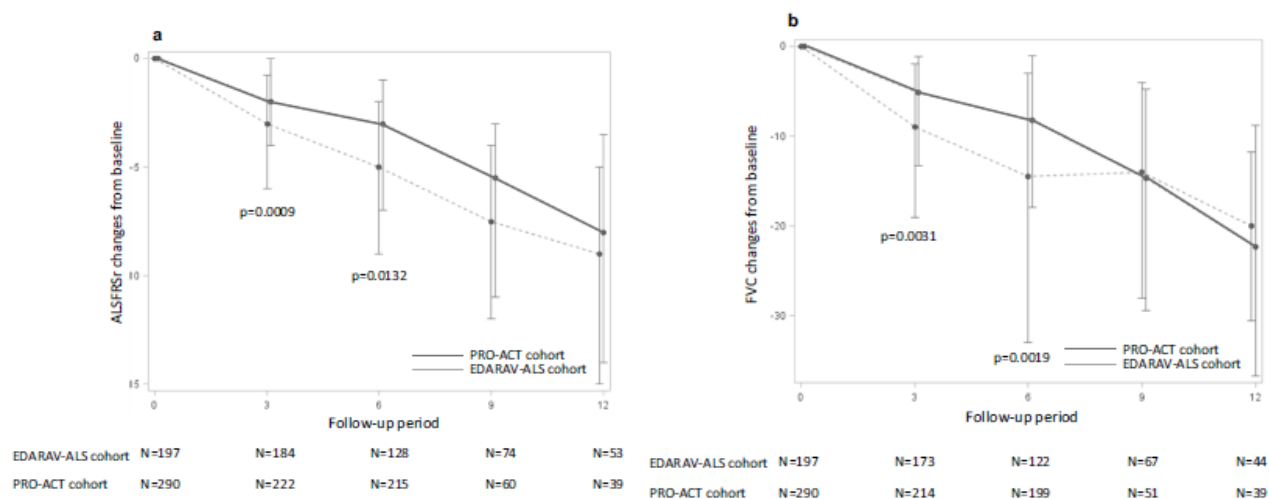 a
0
-5
10
15
ALSFRSr changes from baseline
p=0.0009
p=0.0132
PRO-ACT cohort
EDARAV-ALS cohort
0 3 6 9 12
Follow-up period
EDARAV-ALS cohort N=197 N=184 N=128 N=74 N=53
PRO-ACT cohort N=290 N=222 N=215 N=60 N=39
b
0
-10
-20
-30
FVC changes from baseline
p=0.0031
p=0.0019
PRO-ACT cohort
EDARAV-ALS cohort
0 3 6 9 12
Follow-up period
EDARAV-ALS cohort N=197 N=173 N=122 N=67 N=44
PRO-ACT cohort N=290 N=214 N=199 N=51 N=39